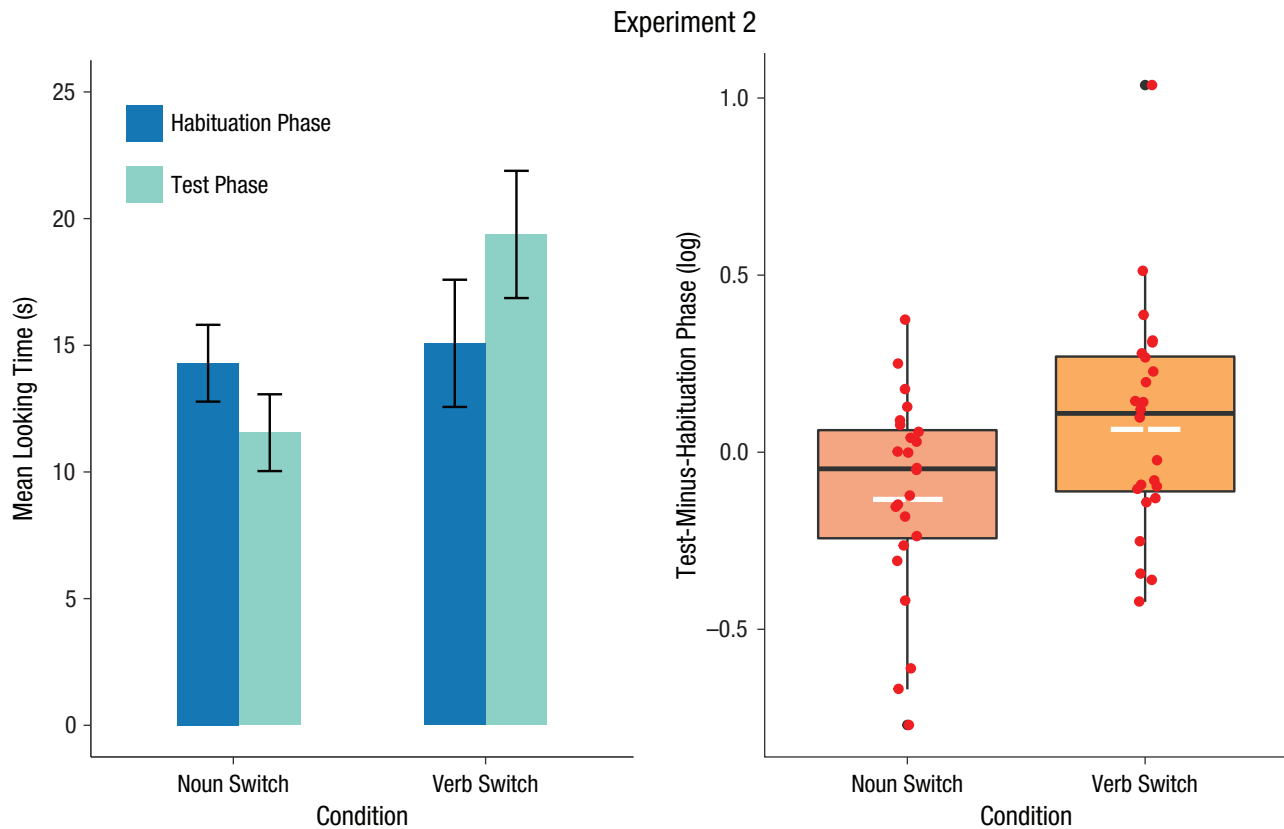 Experiment 2
Mean Looking Time (s)
25
20
15
10
5
0
Habituation Phase
Test Phase
Noun Switch
Verb Switch
Condition
Test-Minus-Habituation Phase (log)
1.0
0.5
0.0
–0.5
Noun Switch
Verb Switch
Condition